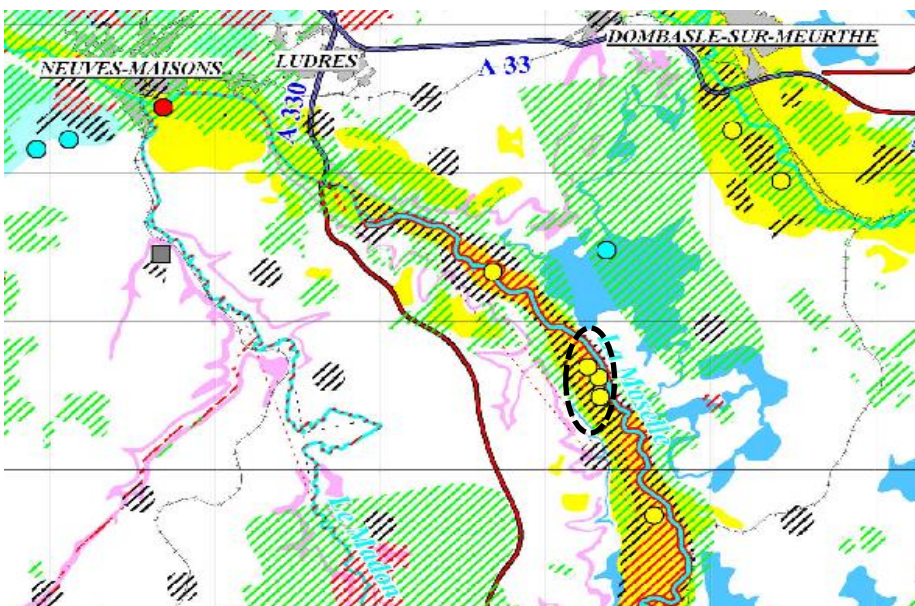 DOMBASLE-SUR-MEURTHE
LUDRES
NEUVES-MAISONS
A 33
A 330
La Moselle
Le Madon